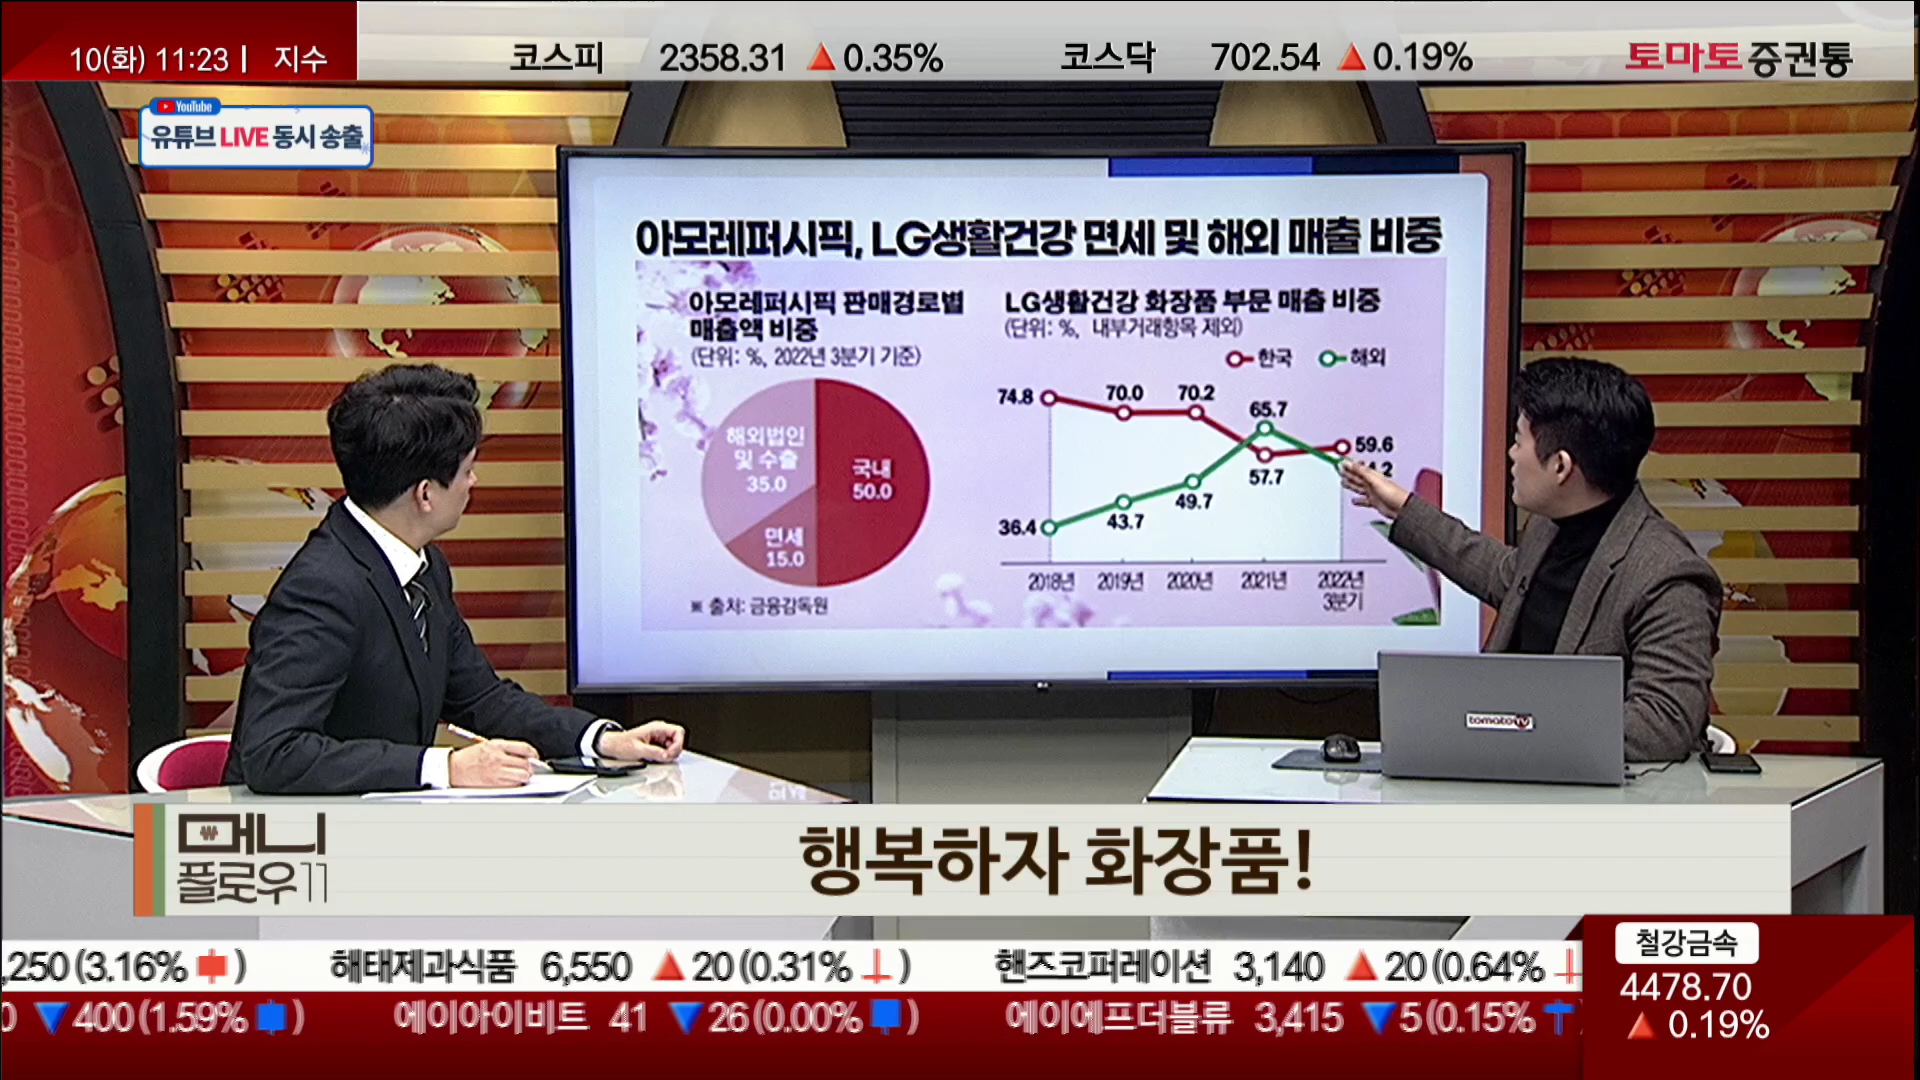 10(화) 11:23 | 지수
코스피 2358.31 ▲0.35% 코스닥 702.54 ▲0.19%
토마토증권통
YouTube
유튜브 LIVE 동시 송출
아모레퍼시픽, LG생활건강 면세 및 해외 매출 비중
아모레퍼시픽 판매경로별
매출액 비중
(단위: %, 2022년 3분기 기준)
해외법인
및 수출
35.0
국내
50.0
면세
15.0
※ 출처: 금융감독원
LG생활건강 화장품 부문 매출 비중
(단위: %, 내부거래항목 제외)
한국 해외
74.8 70.0 70.2 65.7 59.6
36.4 43.7 49.7 57.7
2018년 2019년 2020년 2021년 2022년
3분기
tomatoTV
머니
플로우11
행복하자 화장품!
,250(3.16% ) 해태제과식품 6,550 ▲20(0.31% ) 핸즈코퍼레이션 3,140 ▲20(0.64%
0 ▼400(1.59% ) 에이아이비트 41 ▼26(0.00% ) 에이에프더블류 3,415 ▼5(0.15% )
철강금속
4478.70
▲ 0.19%